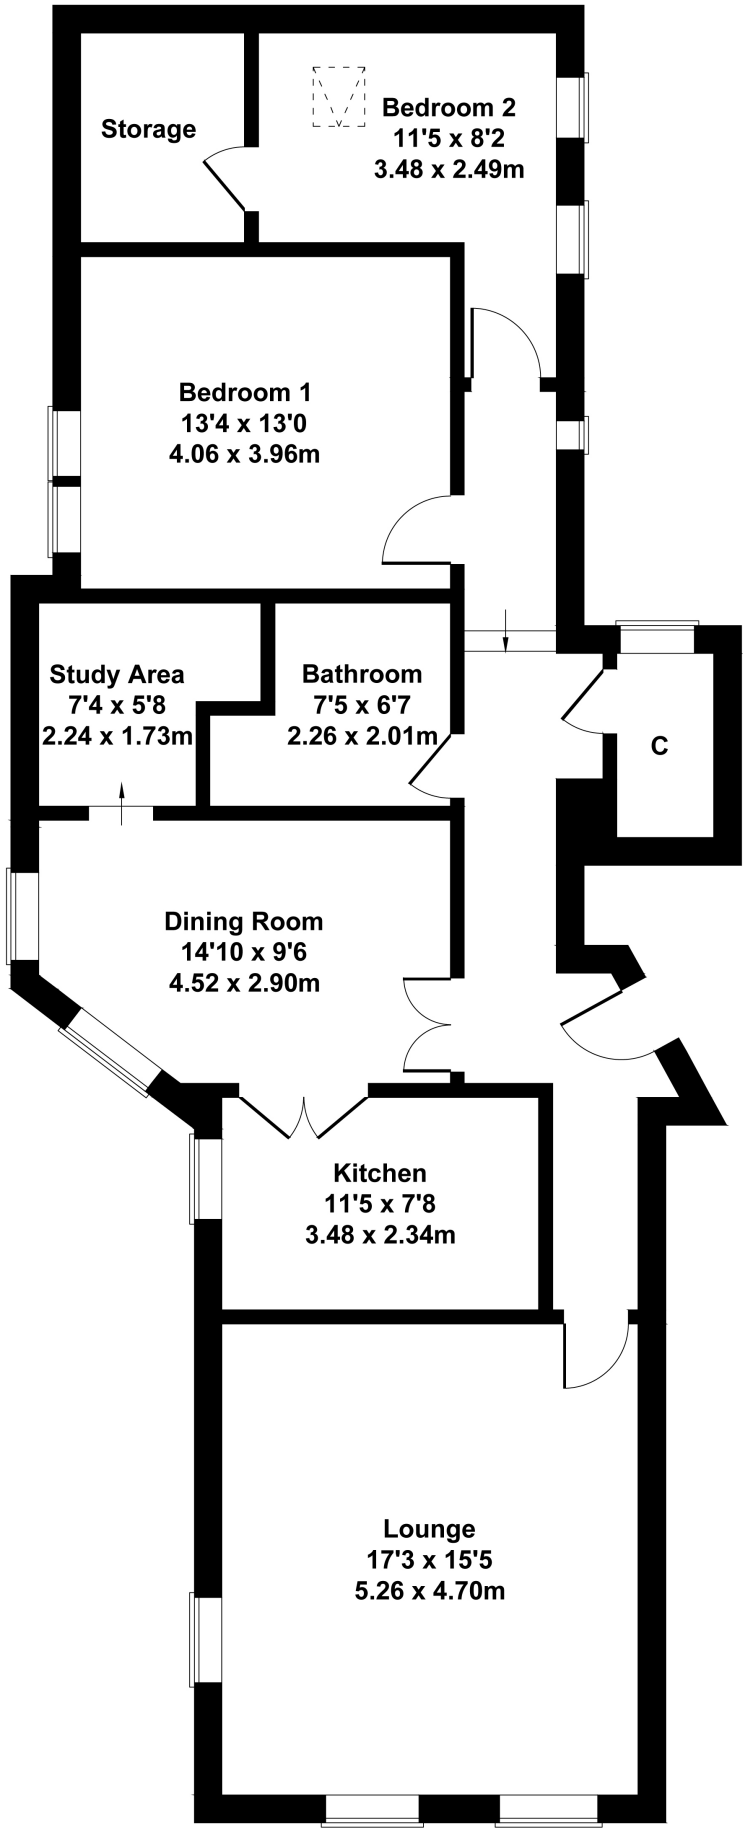 Storage
Bedroom 2
11'5 x 8'2
3.48 x 2.49m
Bedroom 1
13'4 x 13'0
4.06 x 3.96m
Study Area
7'4 x 5'8
2.24 x 1.73m
Bathroom
7'5 x 6'7
2.26 x 2.01m
C
Dining Room
14'10 x 9'6
4.52 x 2.90m
Kitchen
11'5 x 7'8
3.48 x 2.34m
Lounge
17'3 x 15'5
5.26 x 4.70m